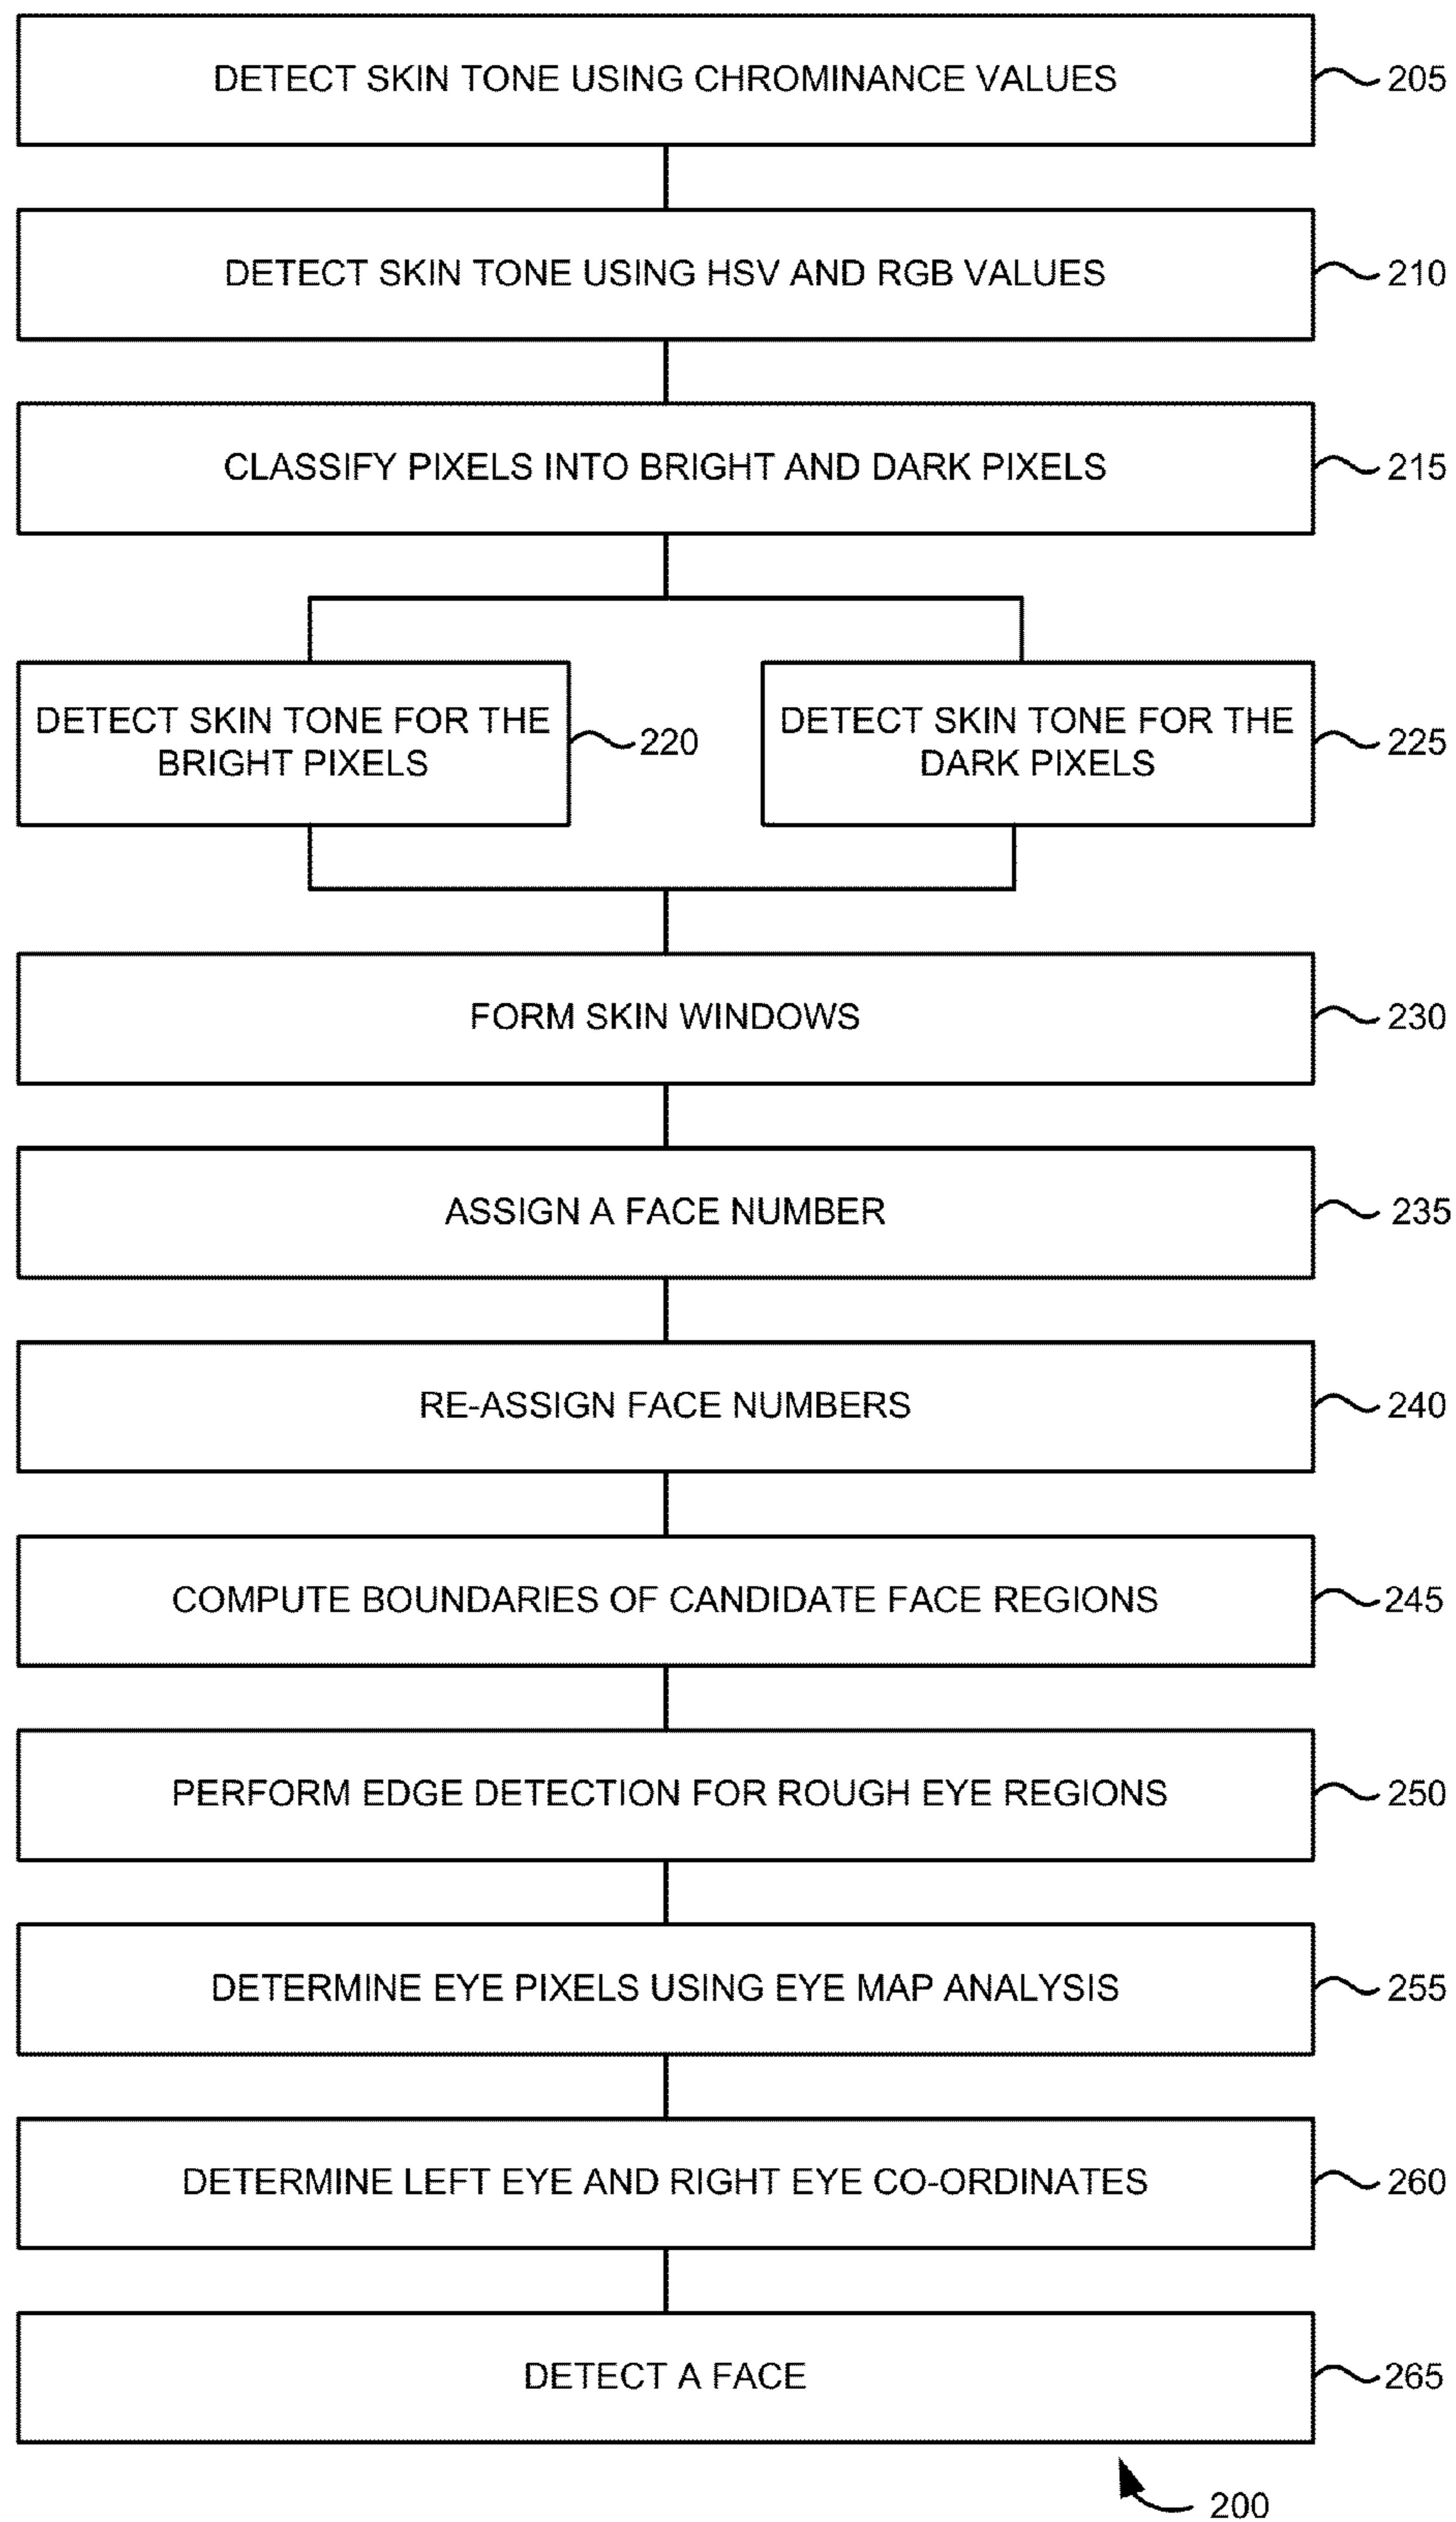 DETECT SKIN TONE USING CHROMINANCE VALUES
205
DETECT SKIN TONE USING HSV AND RGB VALUES
210
CLASSIFY PIXELS INTO BRIGHT AND DARK PIXELS
215
DETECT SKIN TONE FOR THE
BRIGHT PIXELS
220
DETECT SKIN TONE FOR THE
DARK PIXELS
225
FORM SKIN WINDOWS
230
ASSIGN A FACE NUMBER
235
RE-ASSIGN FACE NUMBERS
240
COMPUTE BOUNDARIES OF CANDIDATE FACE REGIONS
245
PERFORM EDGE DETECTION FOR ROUGH EYE REGIONS
250
DETERMINE EYE PIXELS USING EYE MAP ANALYSIS
255
DETERMINE LEFT EYE AND RIGHT EYE CO-ORDINATES
260
DETECT A FACE
265
200